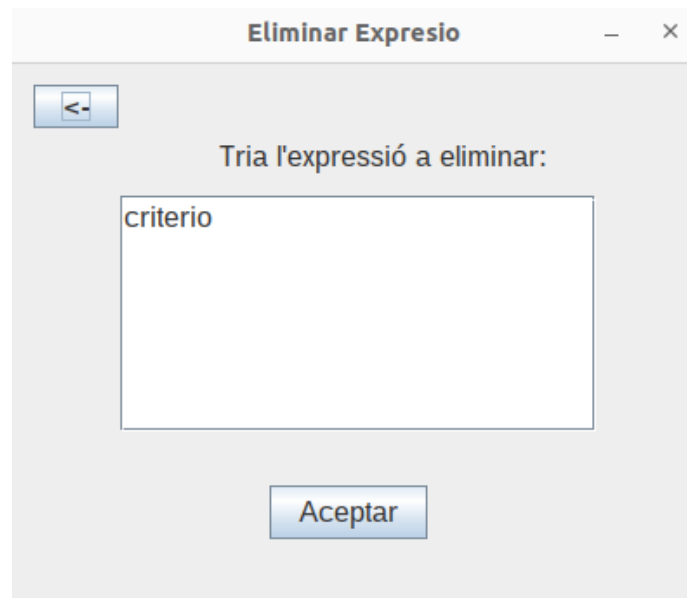 Eliminar Expresio
<-
Tria l'expressió a eliminar:
criterio
Aceptar